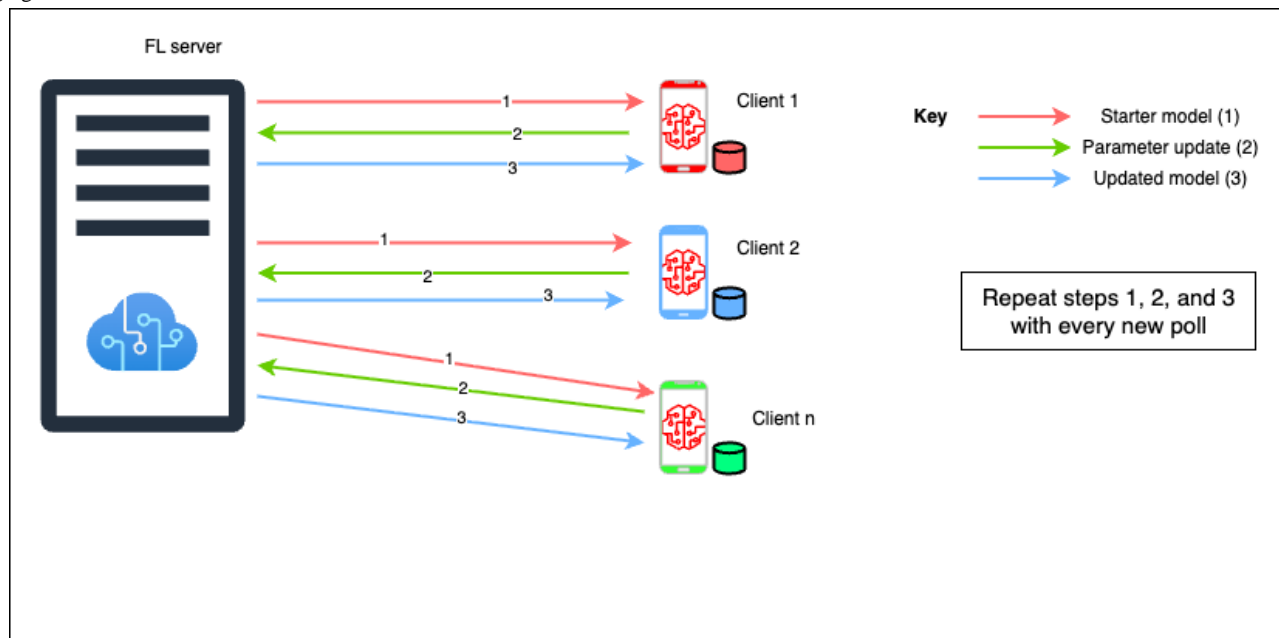 FL server
1
Client 1
2
3
Key
Starter model (1)
Parameter update (2)
Updated model (3)
1
Client 2
2
3
Repeat steps 1, 2, and 3
with every new poll
1
2
Client n
3